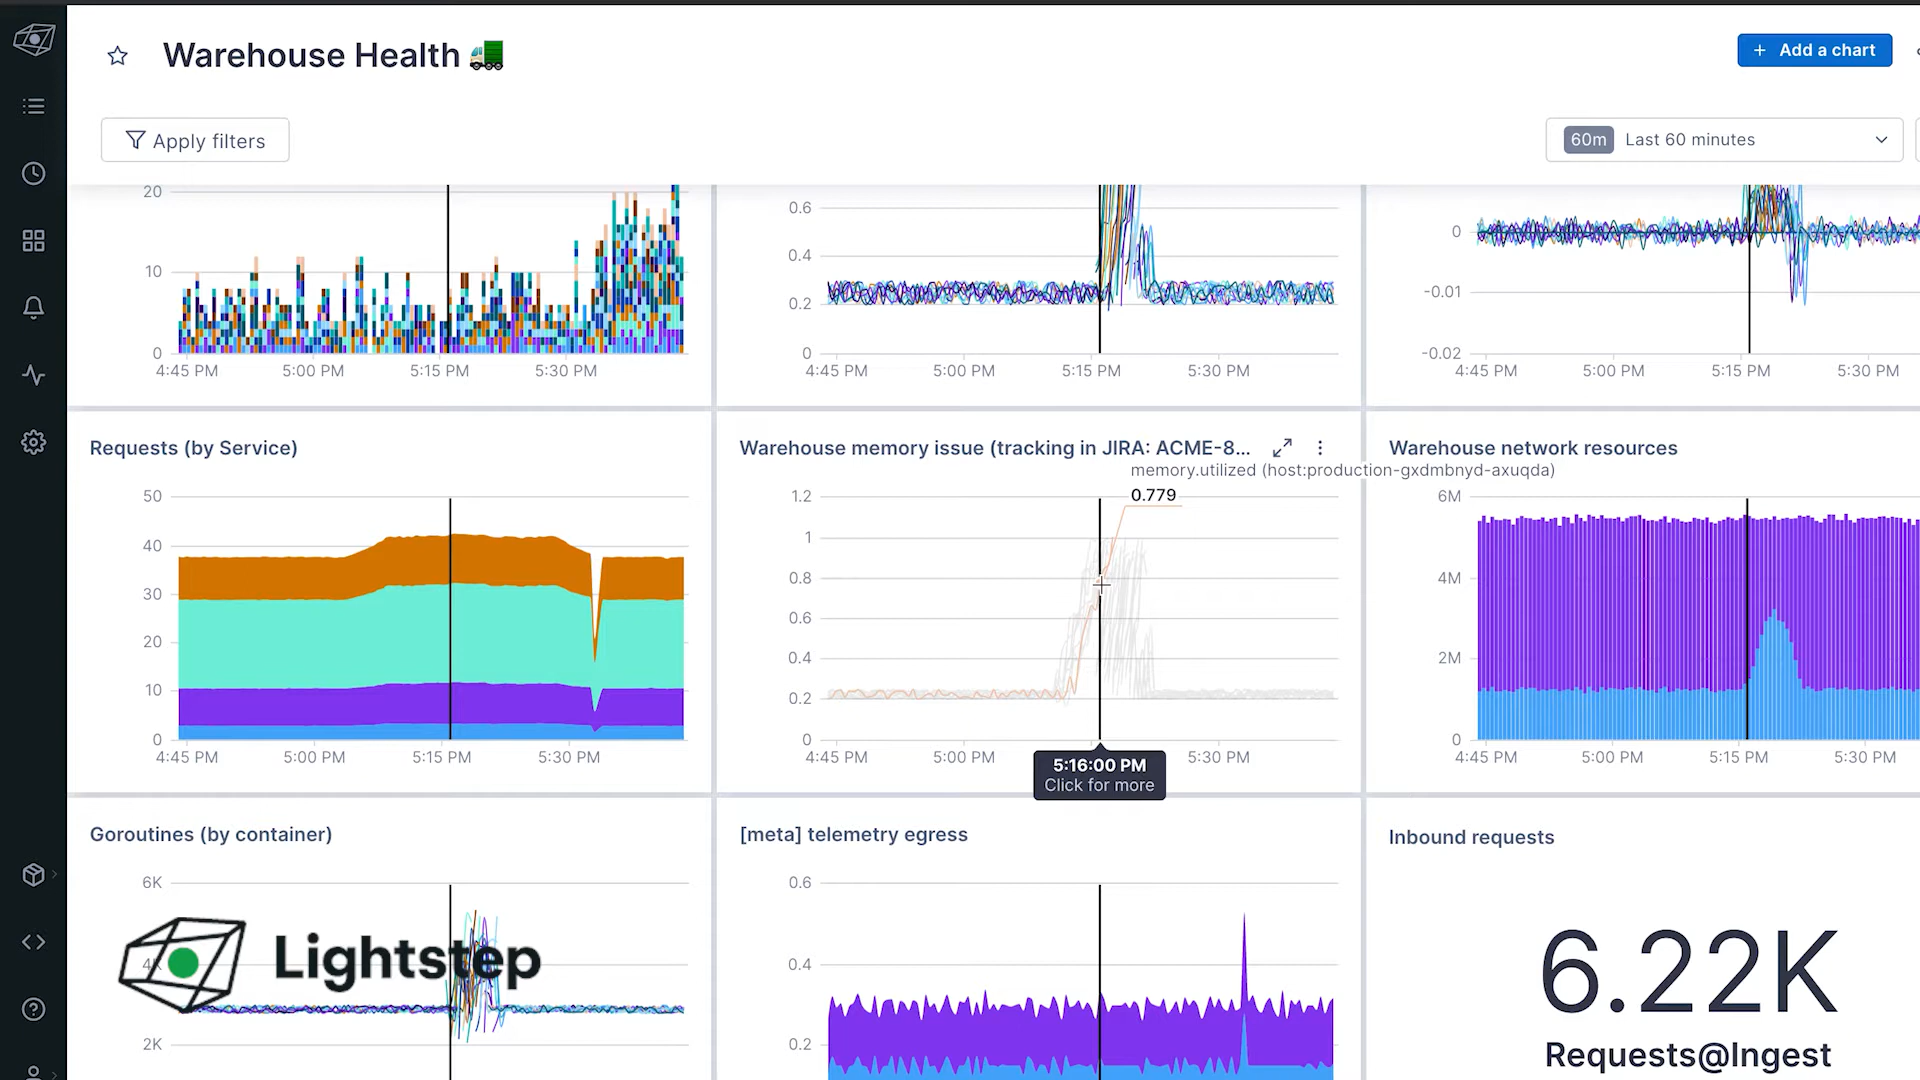 Warehouse Health
+ Add a chart
Apply filters
60m Last 60 minutes
20
10
0
4:45 PM 5:00 PM 5:15 PM 5:30 PM
0.6
0.4
0.2
0
4:45 PM 5:00 PM 5:15 PM 5:30 PM
0
-0.01
-0.02
4:45 PM 5:00 PM 5:15 PM 5:30 PM
Requests (by Service)
50
40
30
20
10
0
4:45 PM 5:00 PM 5:15 PM 5:30 PM
Warehouse memory issue (tracking in JIRA: ACME-8...
memory.utilized (host:production-gxdmbnyd-axuqda)
0.779
1.2
1
0.8
0.6
0.4
0.2
0
4:45 PM 5:00 PM 5:30 PM
5:16:00 PM
Click for more
Warehouse network resources
6M
4M
2M
0
4:45 PM 5:00 PM 5:15 PM 5:30 PM
Goroutines (by container)
6K
4K
2K
Lightstep
[meta] telemetry egress
0.6
0.4
0.2
Inbound requests
6.22K
Requests@Ingest